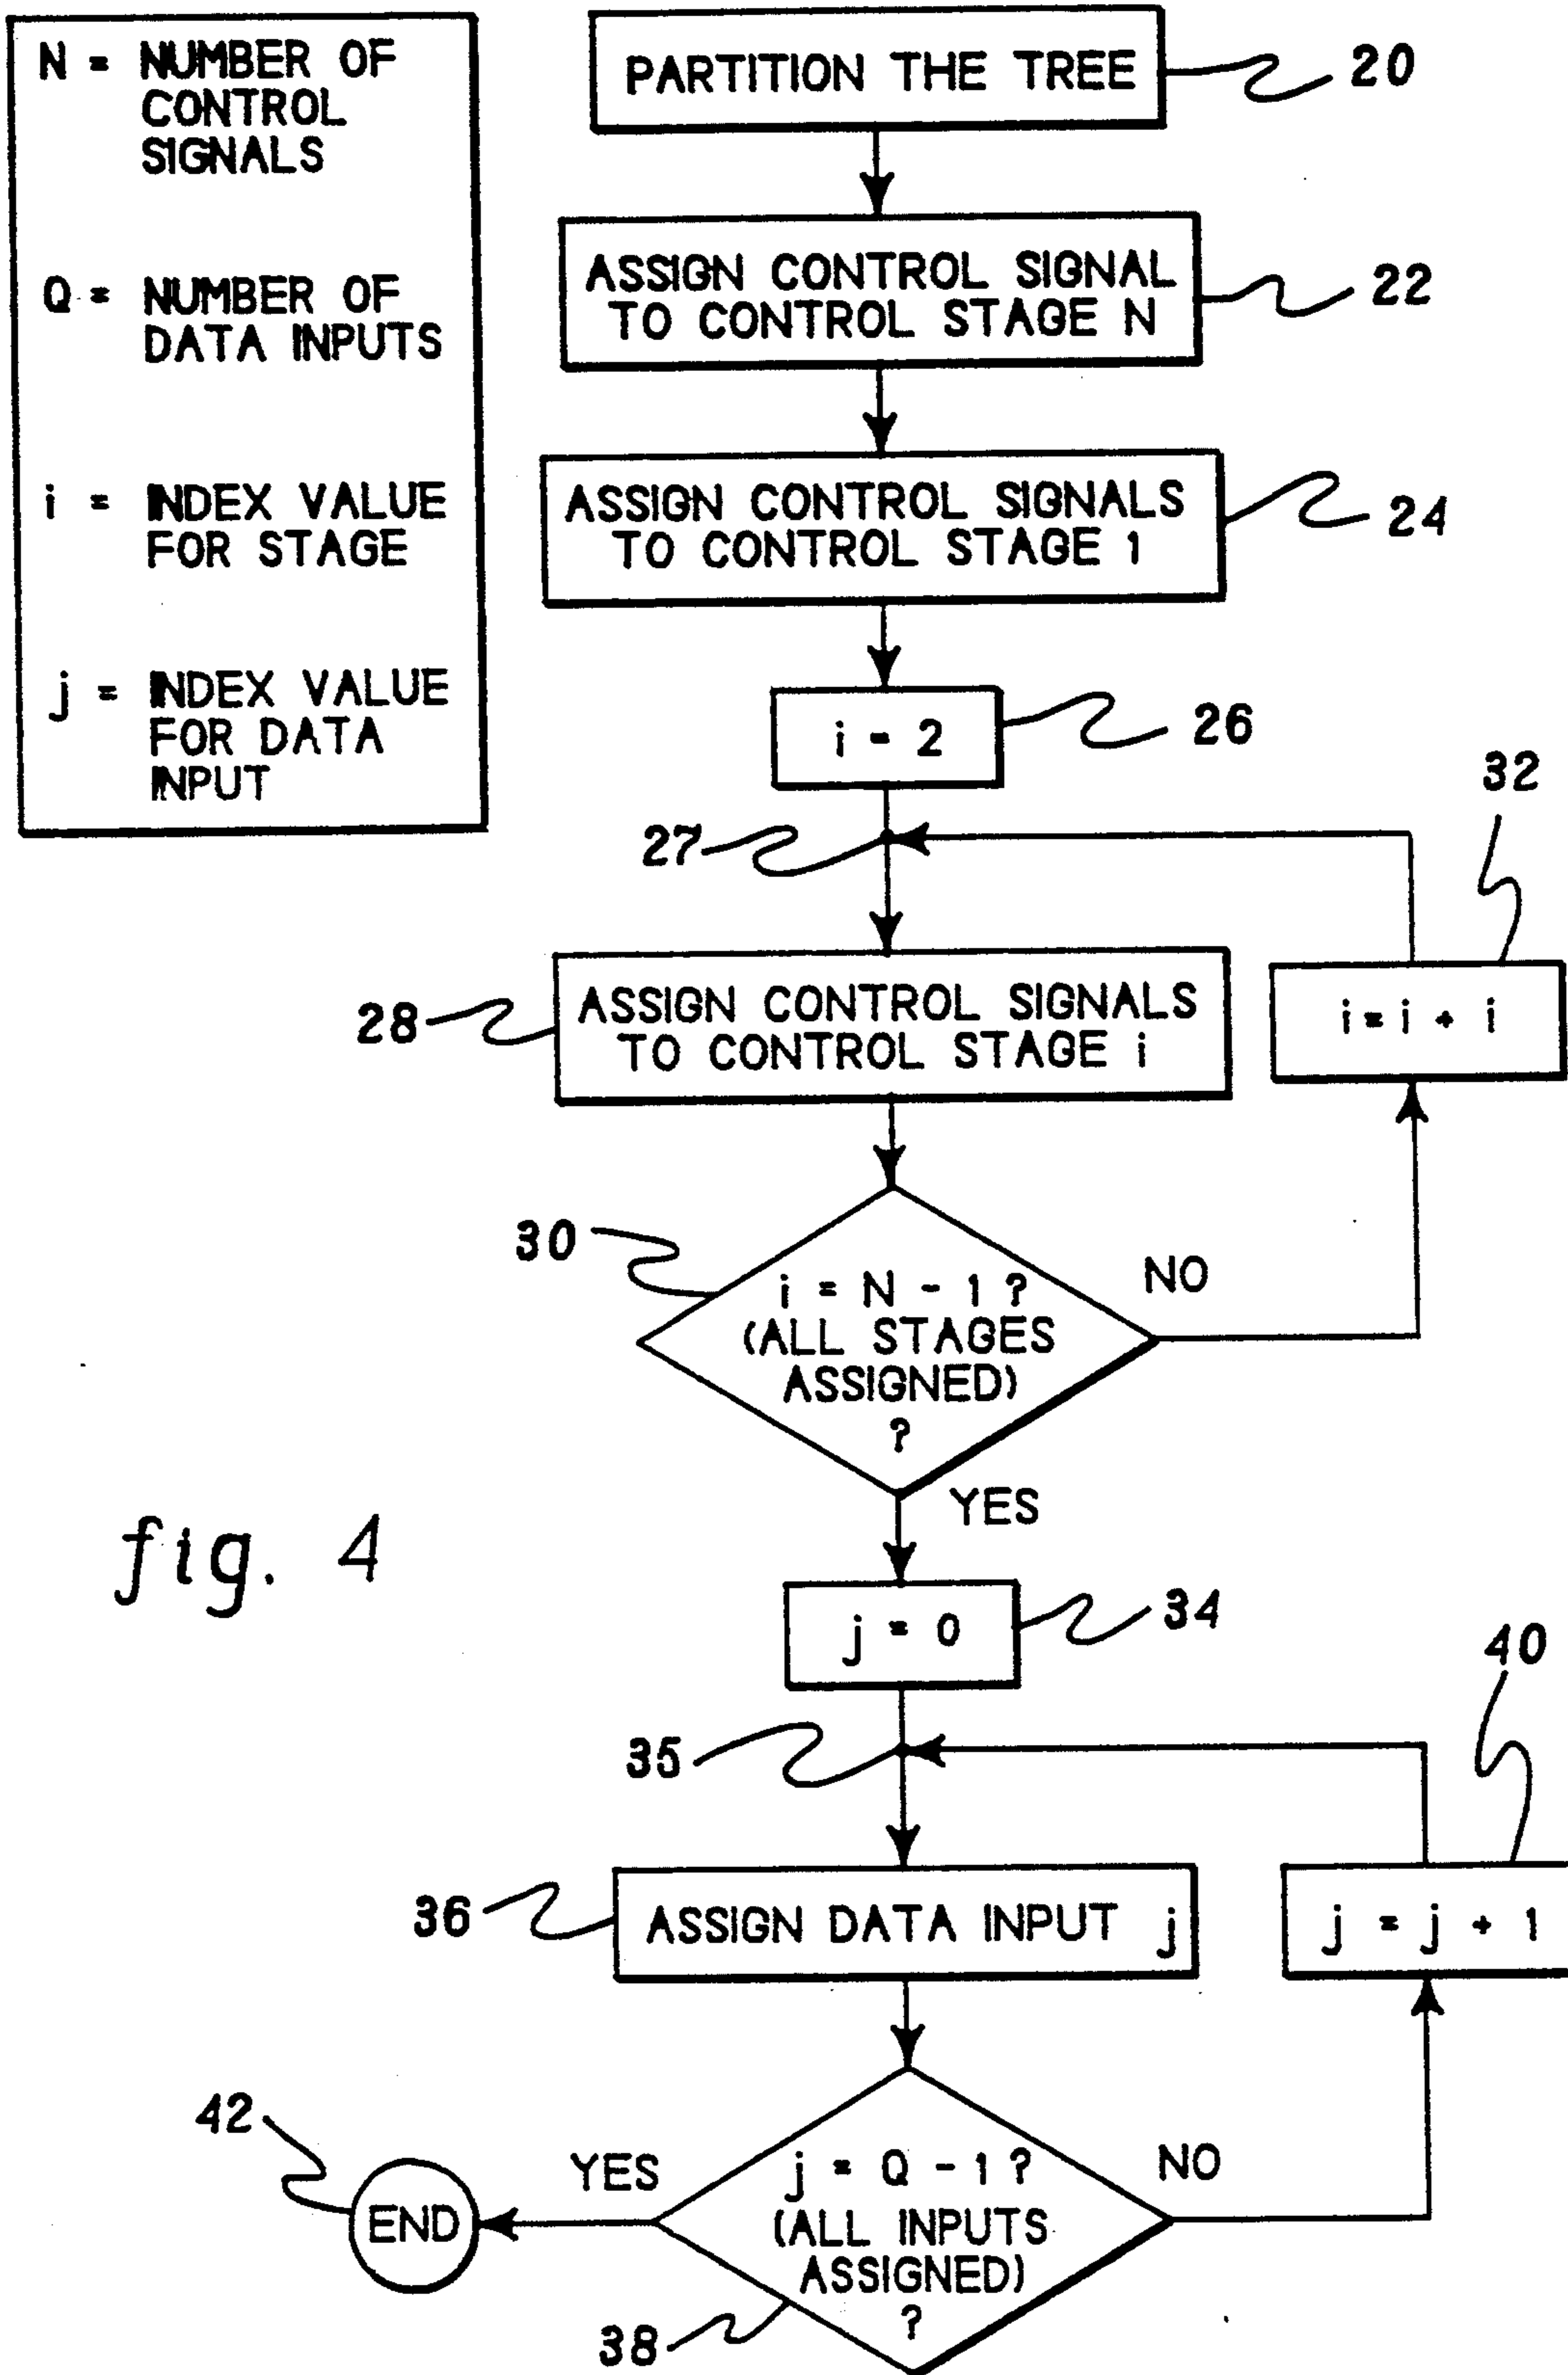 N = NUMBER OF
CONTROL
SIGNALS
Q = NUMBER OF
DATA INPUTS
i = INDEX VALUE
FOR STAGE
j = INDEX VALUE
FOR DATA
INPUT
PARTITION THE TREE
20
ASSIGN CONTROL SIGNAL
TO CONTROL STAGE N
22
ASSIGN CONTROL SIGNALS
TO CONTROL STAGE 1
24
i - 2
26
27
32
28
ASSIGN CONTROL SIGNALS
TO CONTROL STAGE i
i = i + i
30
i = N - 1 ?
(ALL STAGES
ASSIGNED)
?
NO
YES
fig. 4
j = 0
34
35
40
36
ASSIGN DATA INPUT j
j = j + 1
42
END
YES
j = Q - 1 ?
(ALL INPUTS
ASSIGNED)
?
NO
38